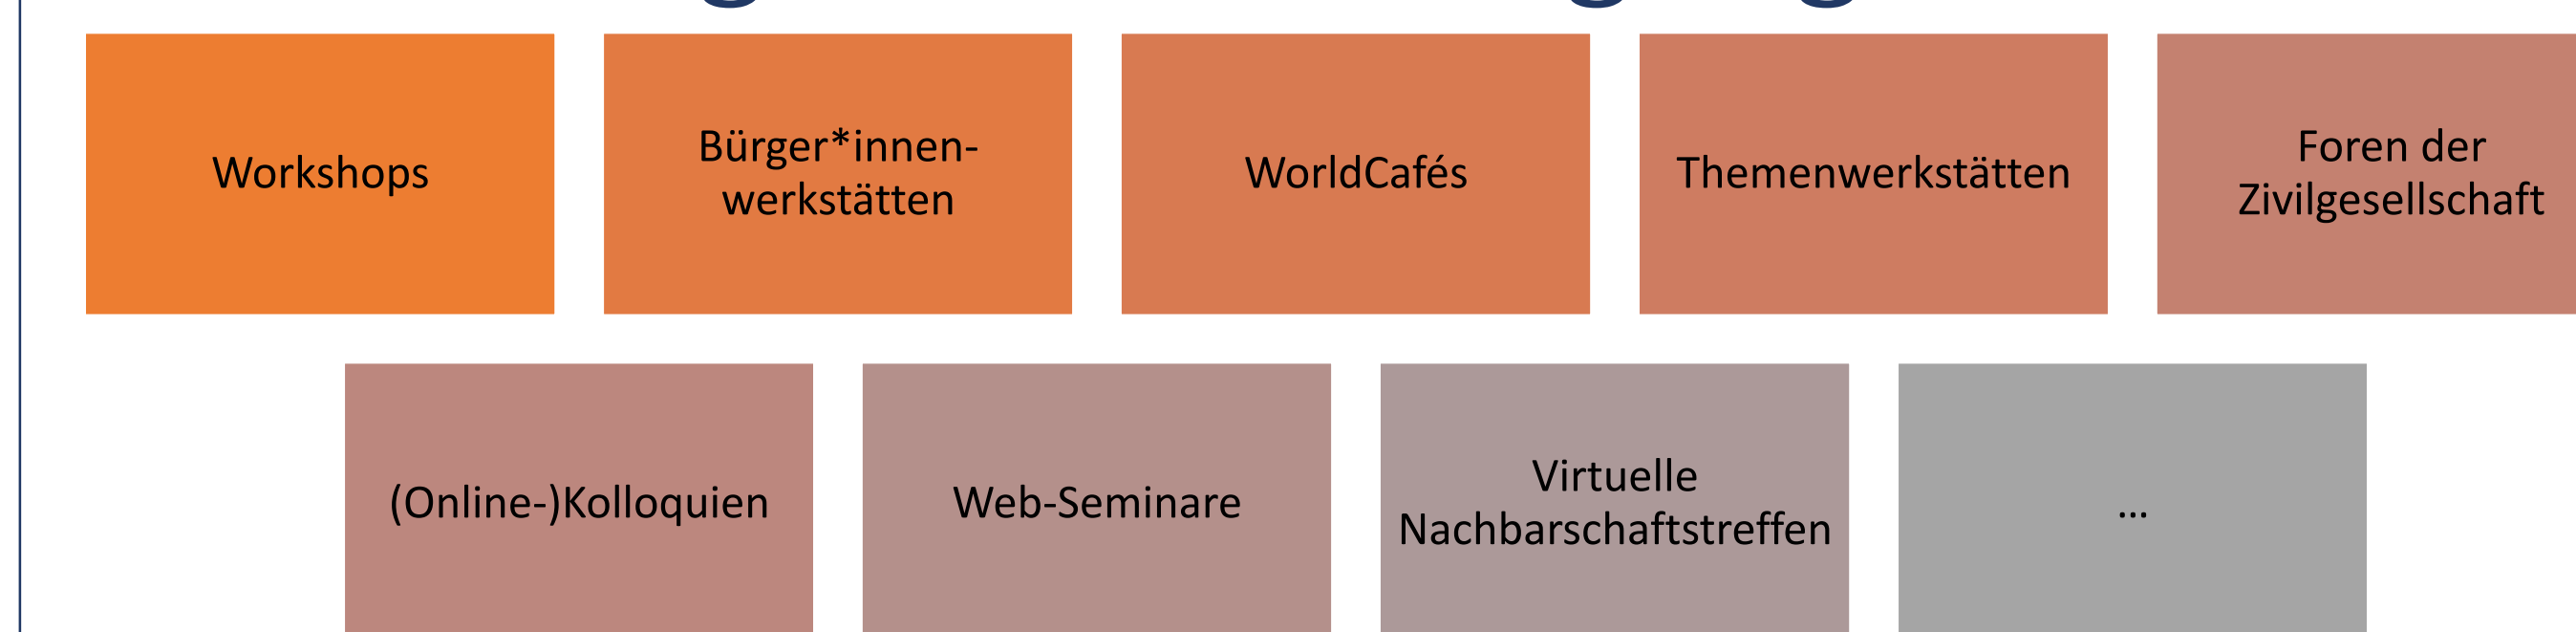 Workshops
Bürger*innen-
werkstätten
WorldCafés
Themenwerkstätten
Foren der
Zivilgesellschaft
(Online-)Kolloquien
Web-Seminare
Virtuelle
Nachbarschaftstreffen
...